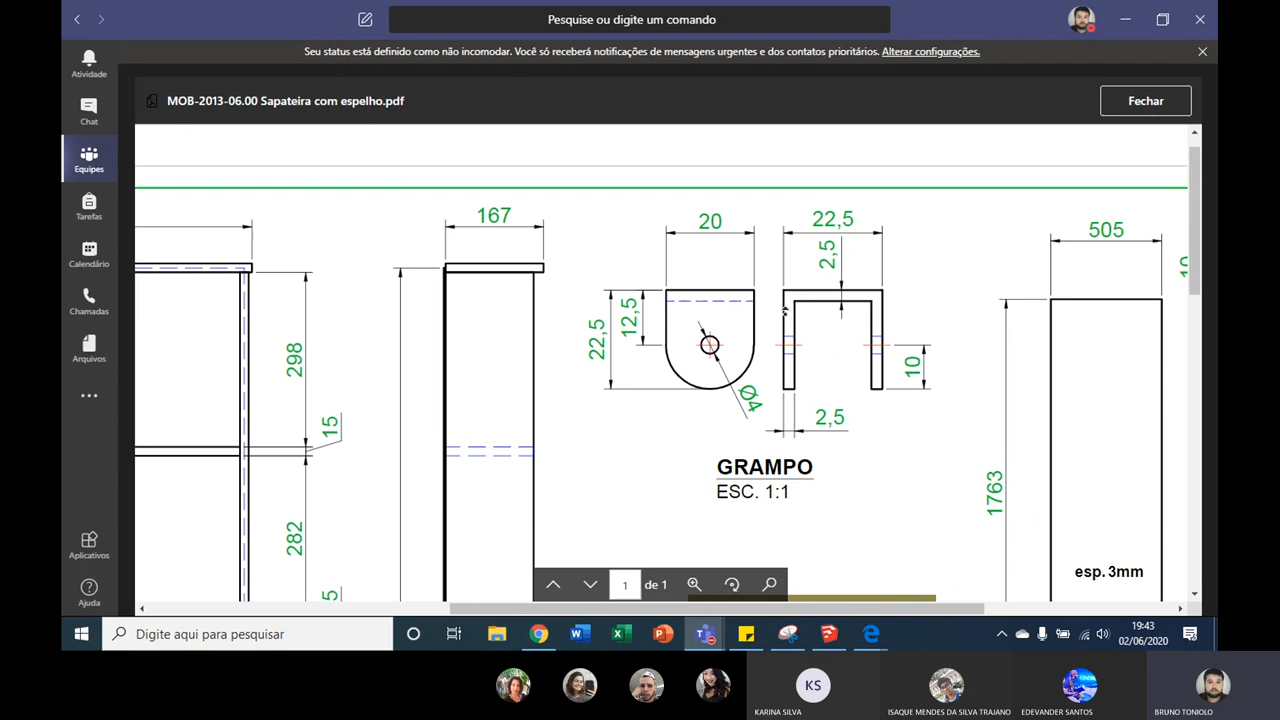 Pesquise ou digite um comando
Seu status está definido como não incomodar. Você só receberá notificações de mensagens urgentes e dos contatos prioritários. Alterar configurações.
Atividade
Chat
Equipes
Tarefas
Calendário
Chamadas
Arquivos
Aplicativos
Ajuda
MOB-2013-06.00 Sapateira com espelho.pdf
Fechar
167
20
22,5
505
2,5
12,5
22,5
298
10
Ø4
15
2,5
GRAMPO
ESC. 1:1
1763
282
5
esp. 3mm
1
de 1
Digite aqui para pesquisar
19:43
02/06/2020
KS
KARINA SILVA
ISAQUE MENDES DA SILVA TRAJANO
EDEVANDER SANTOS
BRUNO TONIOLO